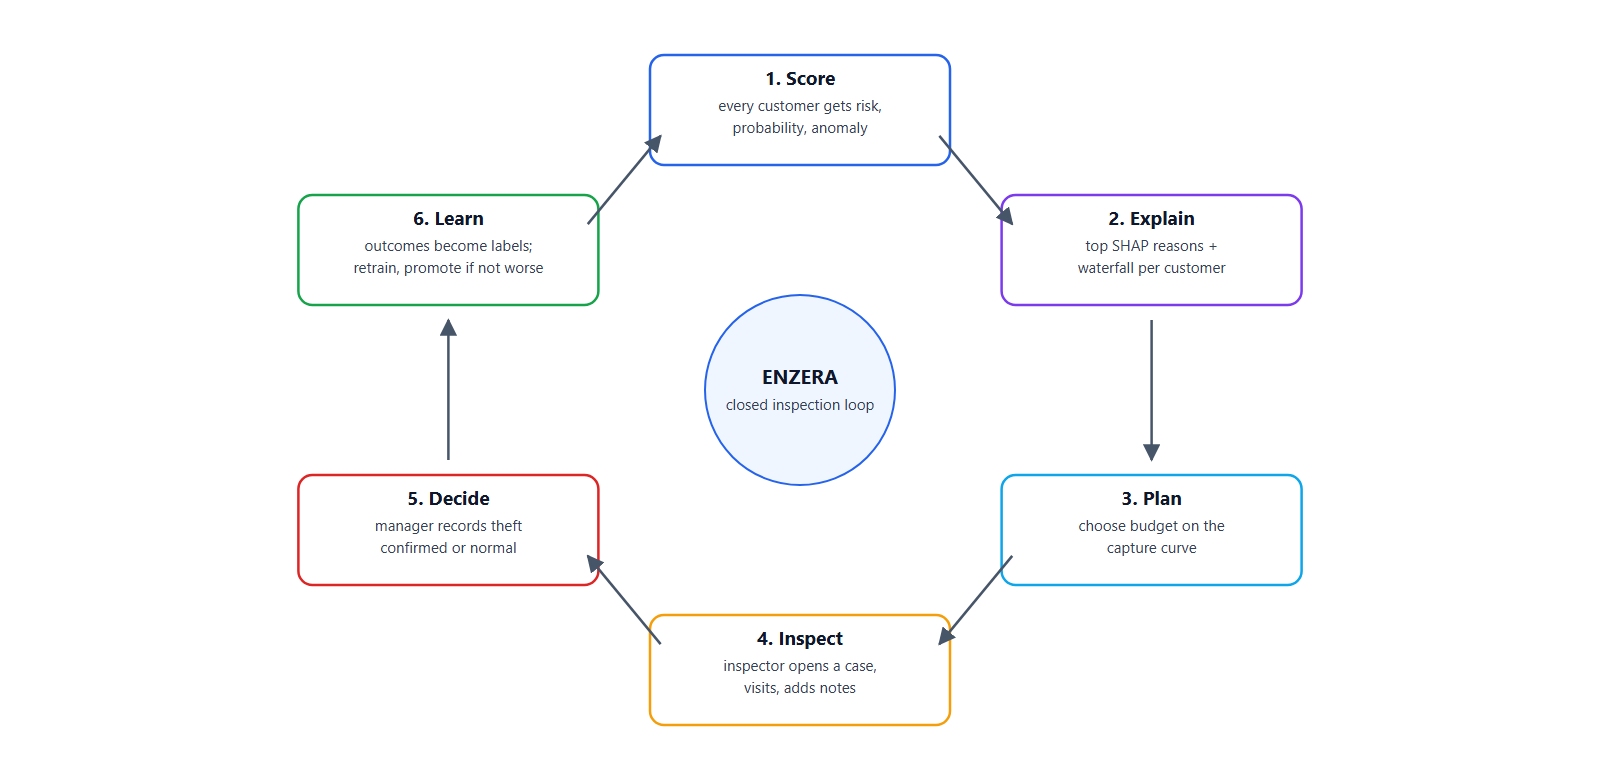 1. Score
every customer gets risk,
probability, anomaly
2. Explain
top SHAP reasons +
waterfall per customer
3. Plan
choose budget on the
capture curve
4. Inspect
inspector opens a case,
visits, adds notes
5. Decide
manager records theft
confirmed or normal
6. Learn
outcomes become labels;
retrain, promote if not worse
ENZERA
closed inspection loop